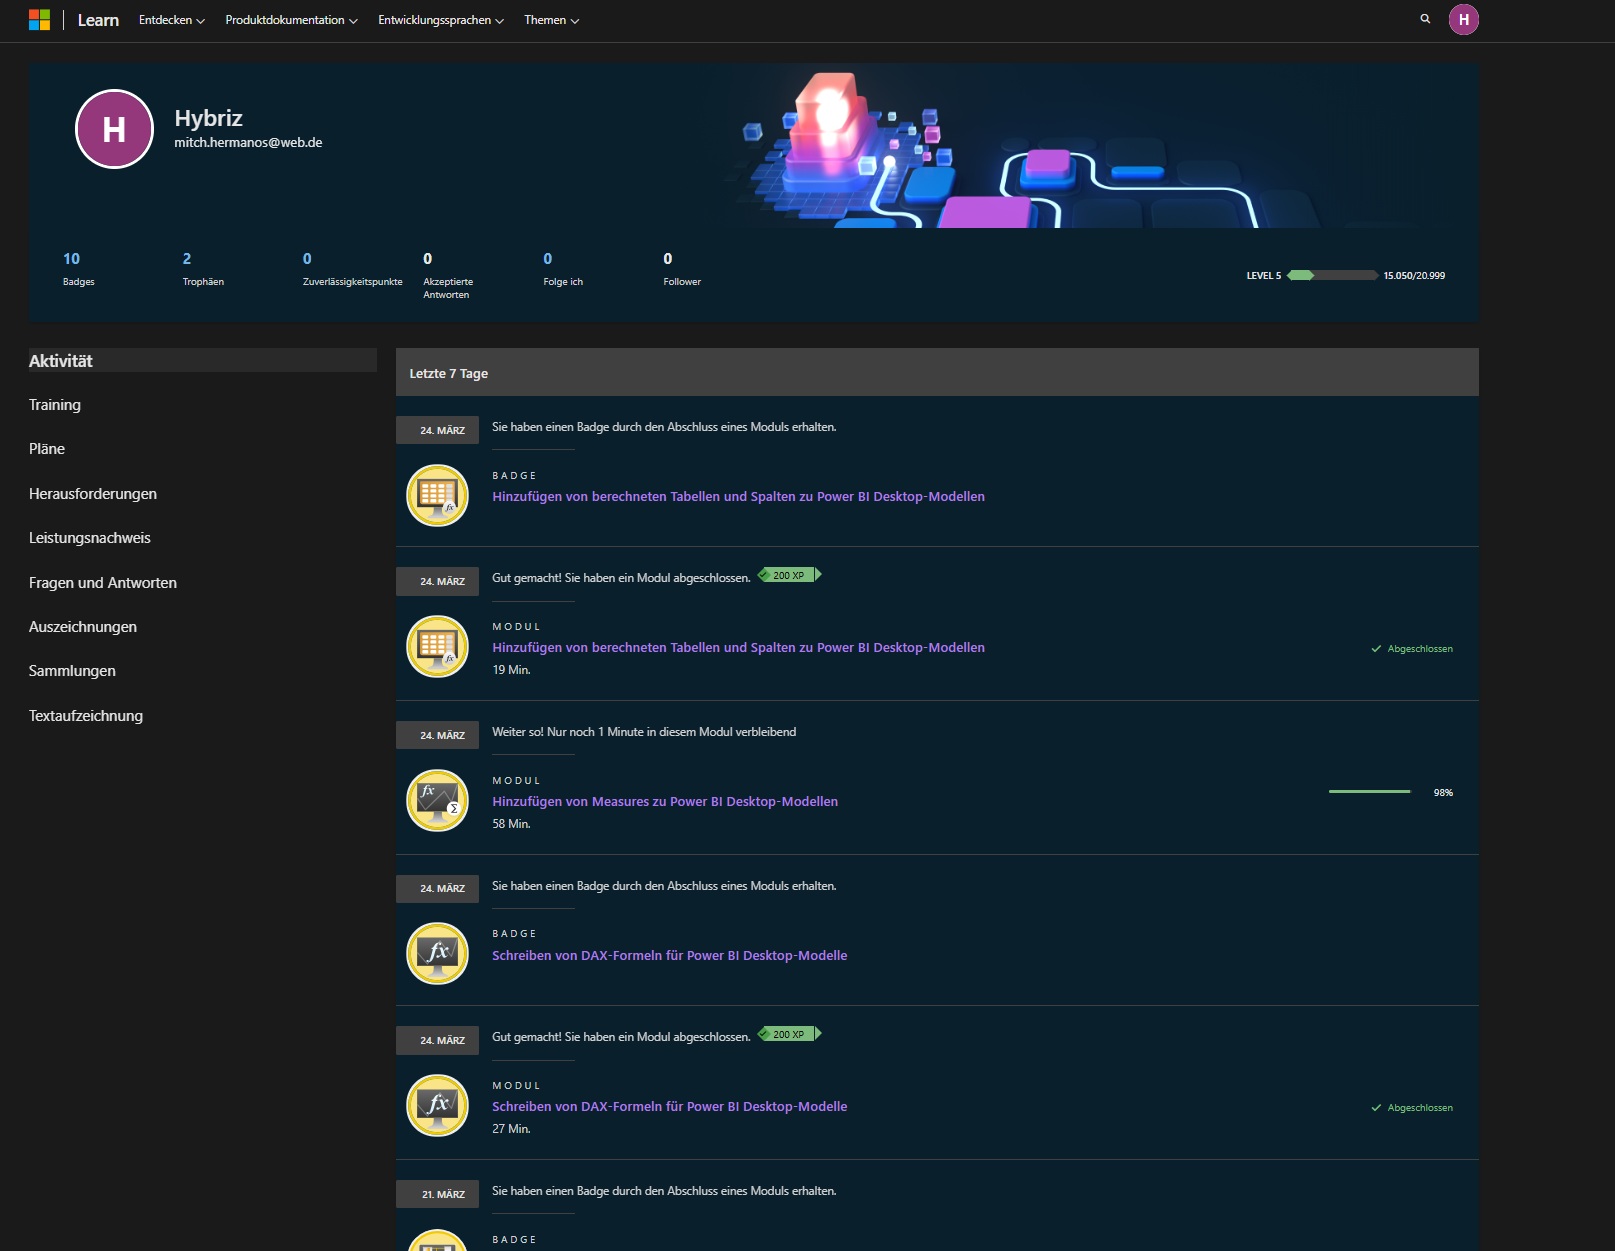 Learn Entdecken Produktdokumentation Entwicklungssprachen Themen
H
H
Hybriz
mitch.hermanos@web.de
10 2 0 0 0 0
Badges Trophäen Zuverlässigkeitspunkte Akzeptierte Antworten Folge ich Follower
LEVEL 5 15.050/20.999
Aktivität
Training
Pläne
Herausforderungen
Leistungsnachweis
Fragen und Antworten
Auszeichnungen
Sammlungen
Textaufzeichnung
Letzte 7 Tage
24. MÄRZ Sie haben einen Badge durch den Abschluss eines Moduls erhalten.
BADGE
fx
Hinzufügen von berechneten Tabellen und Spalten zu Power BI Desktop-Modellen
24. MÄRZ Gut gemacht! Sie haben ein Modul abgeschlossen. 200 XP
MODUL
fx
Hinzufügen von berechneten Tabellen und Spalten zu Power BI Desktop-Modellen
Abgeschlossen
19 Min.
24. MÄRZ Weiter so! Nur noch 1 Minute in diesem Modul verbleibend
MODUL
fx Σ
Hinzufügen von Measures zu Power BI Desktop-Modellen
98%
58 Min.
24. MÄRZ Sie haben einen Badge durch den Abschluss eines Moduls erhalten.
BADGE
fx
Schreiben von DAX-Formeln für Power BI Desktop-Modelle
24. MÄRZ Gut gemacht! Sie haben ein Modul abgeschlossen. 200 XP
MODUL
fx
Schreiben von DAX-Formeln für Power BI Desktop-Modelle
Abgeschlossen
27 Min.
21. MÄRZ Sie haben einen Badge durch den Abschluss eines Moduls erhalten.
BADGE